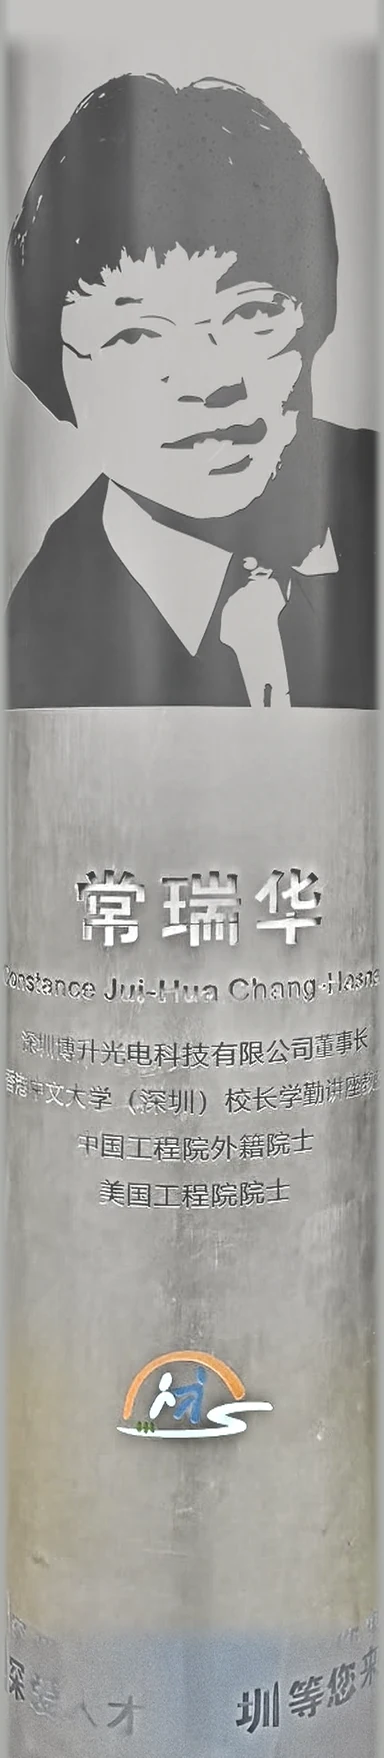 常瑞华
Constance Jui-Hua Chang-Hasna
深圳博升光电科技有限公司董事长
香港中文大学（深圳）校长学勤讲座教
中国工程院外籍院士
美国工程院院士
深 人才 圳等您来